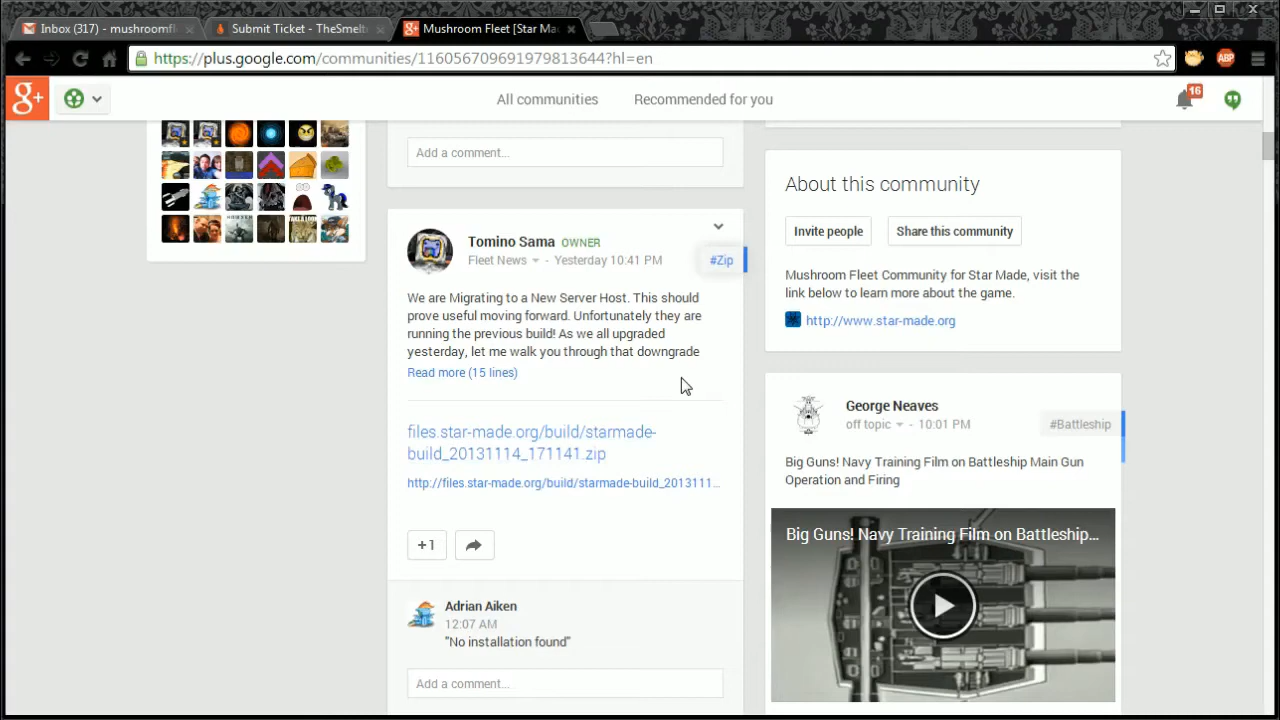 Inbox (317) - mushroomfl
Submit Ticket - TheSmelt
Mushroom Fleet [Star Ma
https://plus.google.com/communities/116056709691979813644?hl=en
ABP
g+
All communities
Recommended for you
16
Add a comment...
Tomino Sama OWNER
Fleet News - Yesterday 10:41 PM
#Zip
We are Migrating to a New Server Host. This should
prove useful moving forward. Unfortunately they are
running the previous build! As we all upgraded
yesterday, let me walk you through that downgrade
Read more (15 lines)
files.star-made.org/build/starmade-
build_20131114_171141.zip
http://files.star-made.org/build/starmade-build_2013111...
+1
Adrian Aiken
12:07 AM
"No installation found"
Add a comment...
About this community
Invite people
Share this community
Mushroom Fleet Community for Star Made, visit the
link below to learn more about the game.
http://www.star-made.org
George Neaves
off topic - 10:01 PM
#Battleship
Big Guns! Navy Training Film on Battleship Main Gun
Operation and Firing
Big Guns! Navy Training Film on Battleship...